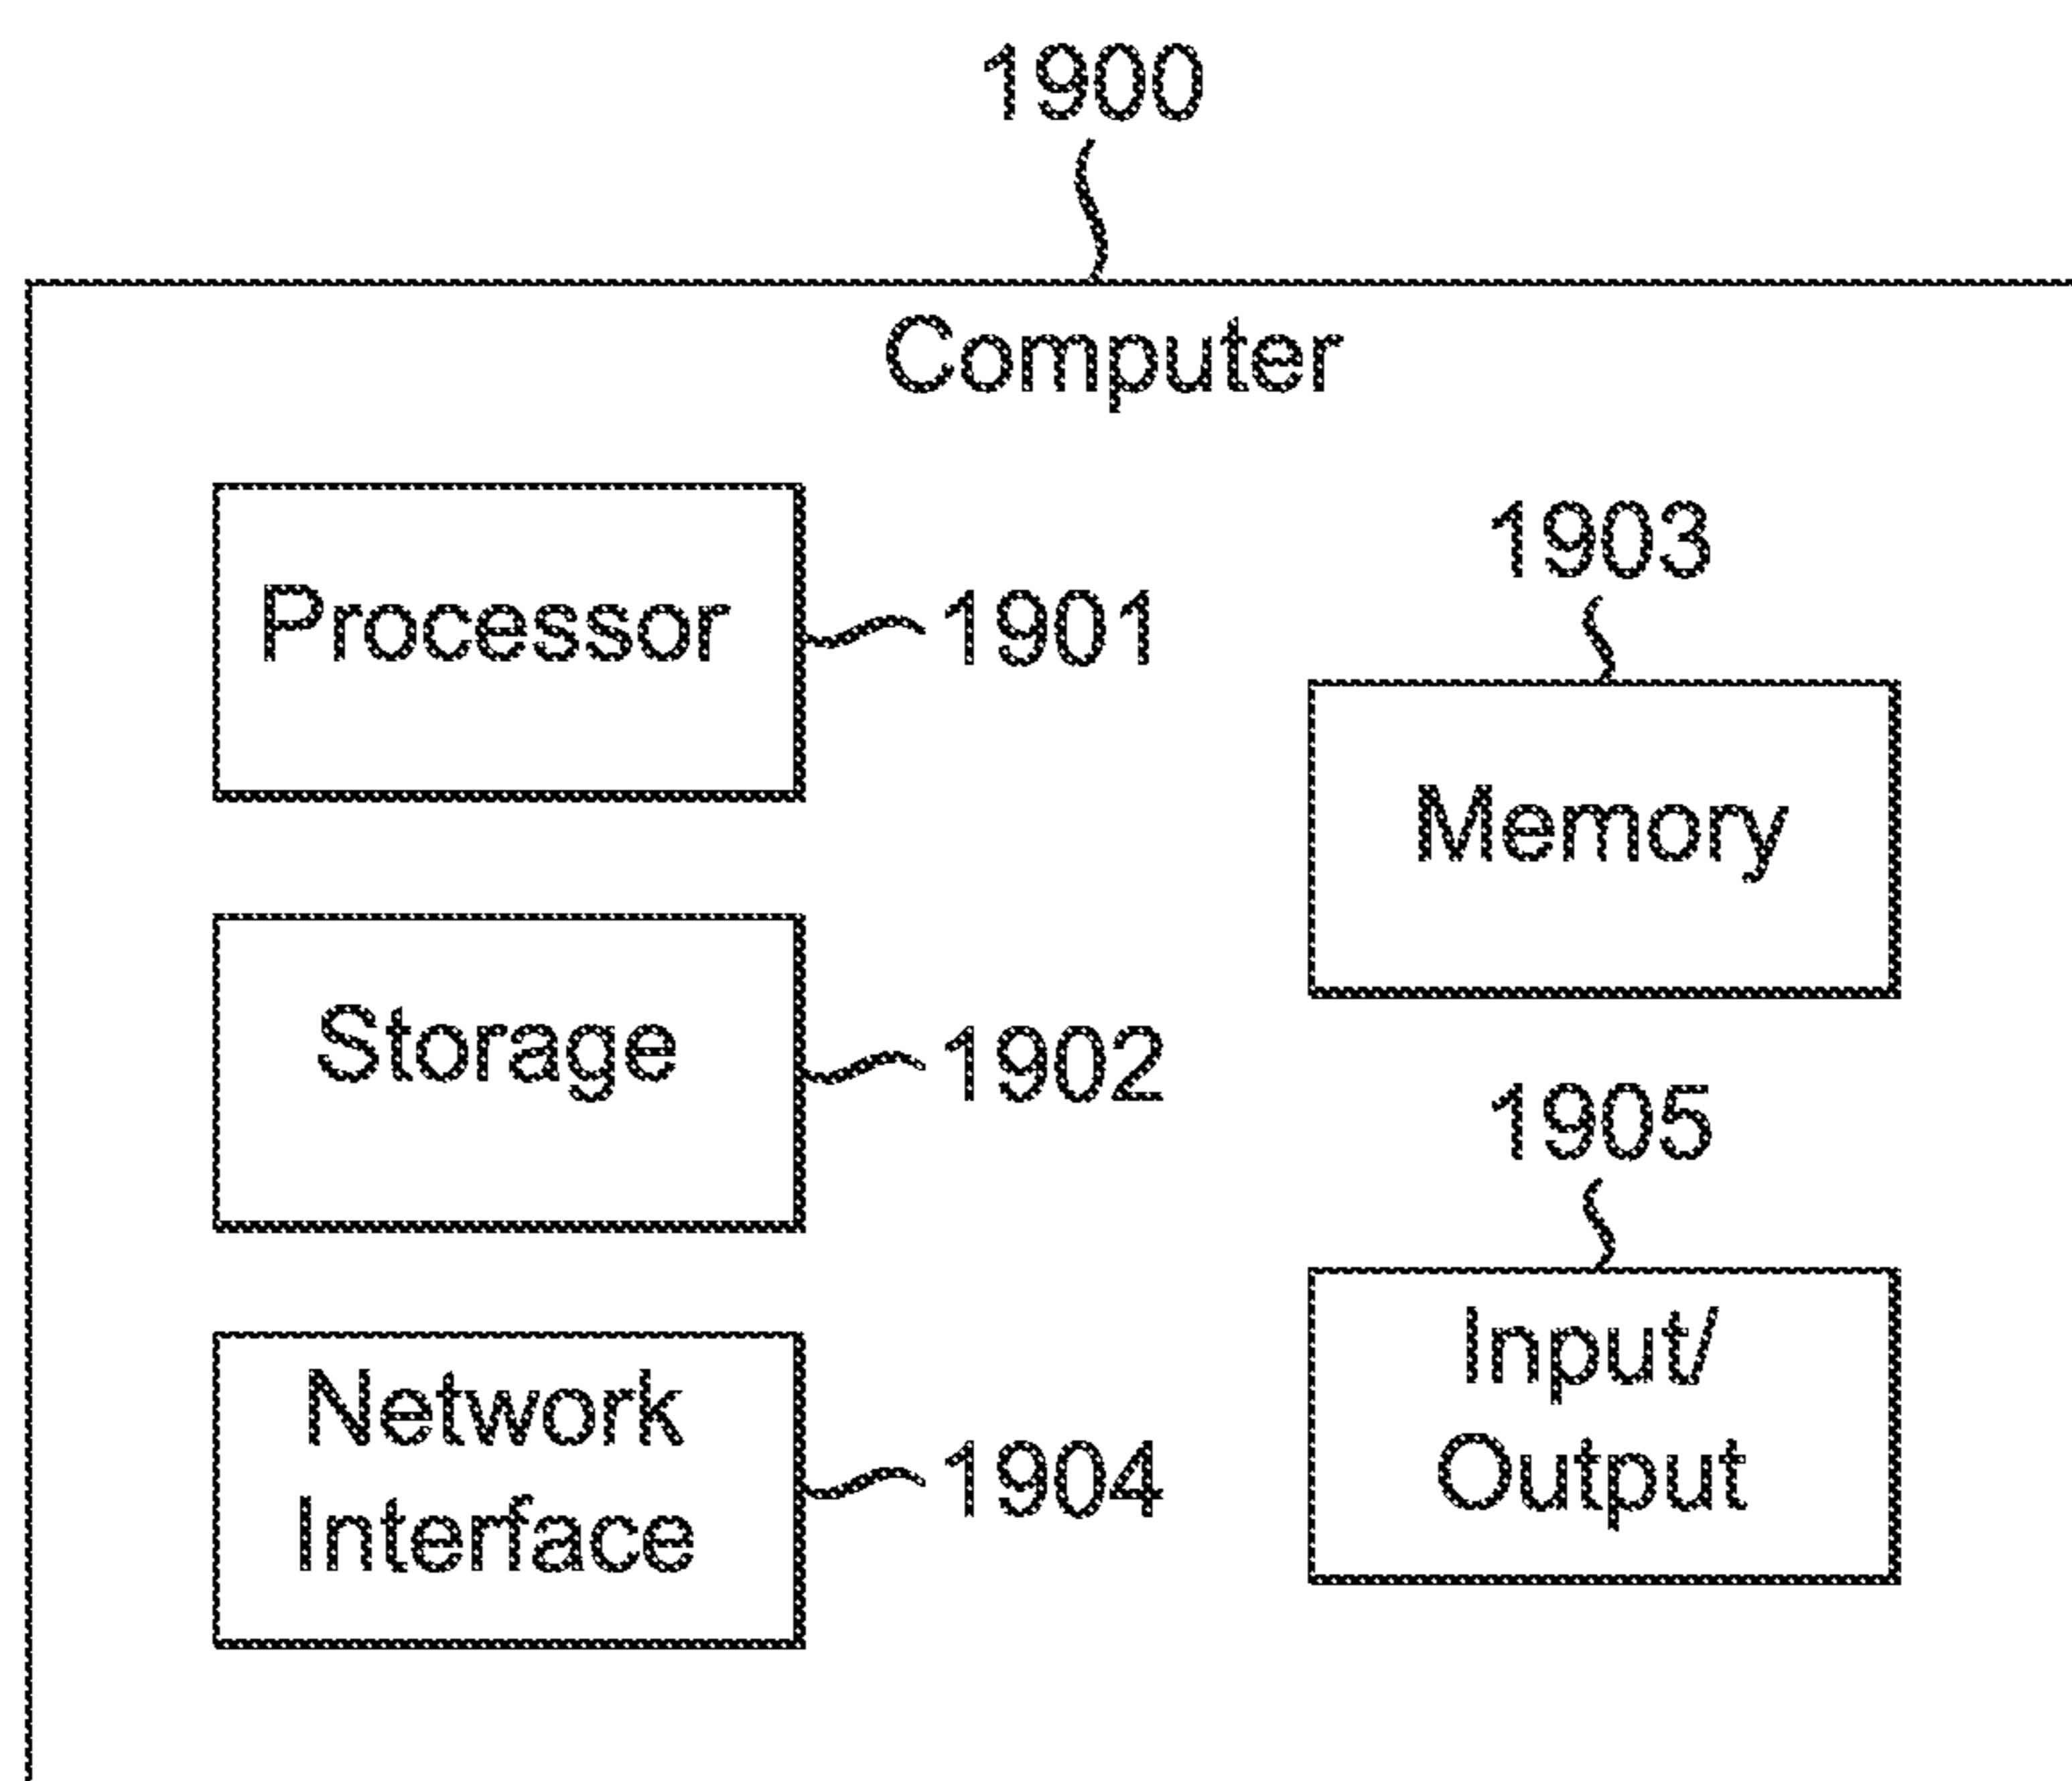 1900
Computer
Processor
1901
1903
Memory
Storage
1902
1905
Network
Interface
1904
Input/
Output